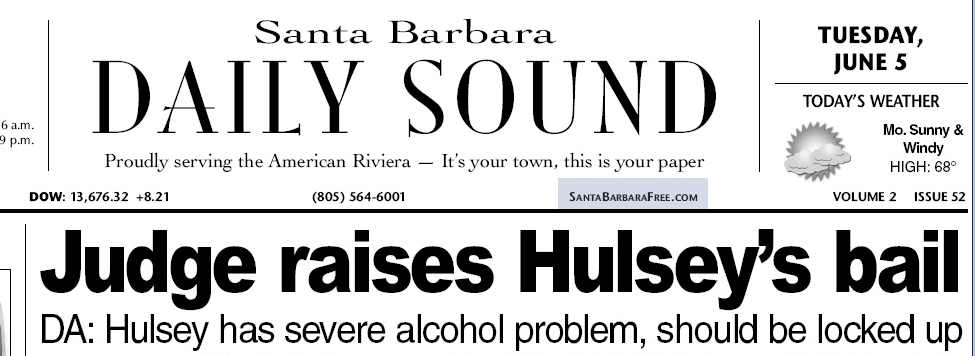 Santa Barbara
DAILY SOUND
Proudly serving the American Riviera — It's your town, this is your paper
6 a.m.
9 p.m.
TUESDAY,
JUNE 5
TODAY'S WEATHER
Mo. Sunny &
Windy
HIGH: 68°
DOW: 13,676.32 +8.21
(805) 564-6001
SANTABARBARAFREE.COM
VOLUME 2 ISSUE 52
Judge raises Hulsey's bail
DA: Hulsey has severe alcohol problem, should be locked up